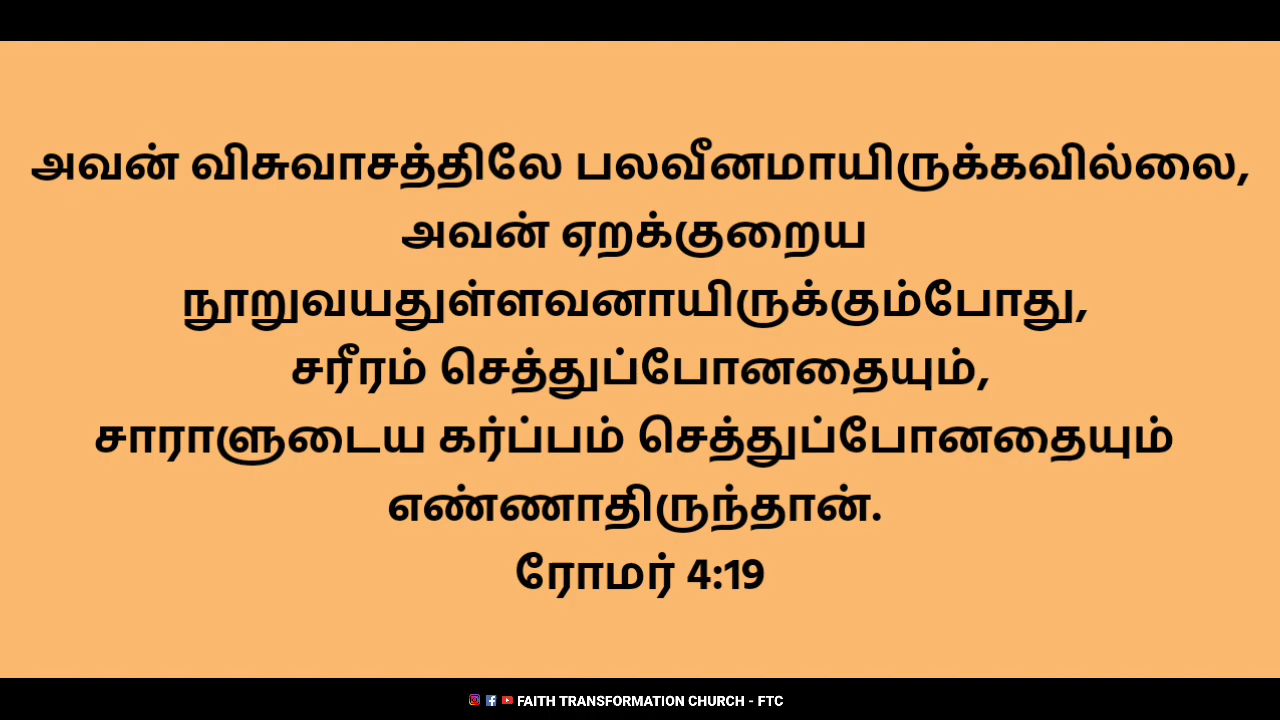 அவன் விசுவாசத்திலே பலவீனமாயிருக்கவில்லை,
அவன் ஏறக்குறைய
நூறுவயதுள்ளவனாயிருக்கும்போது,
சரீரம் செத்துப்போனதையும்,
சாராளுடைய கர்ப்பம் செத்துப்போனதையும்
எண்ணாதிருந்தான்.
ரோமர் 4:19
FAITH TRANSFORMATION CHURCH - FTC